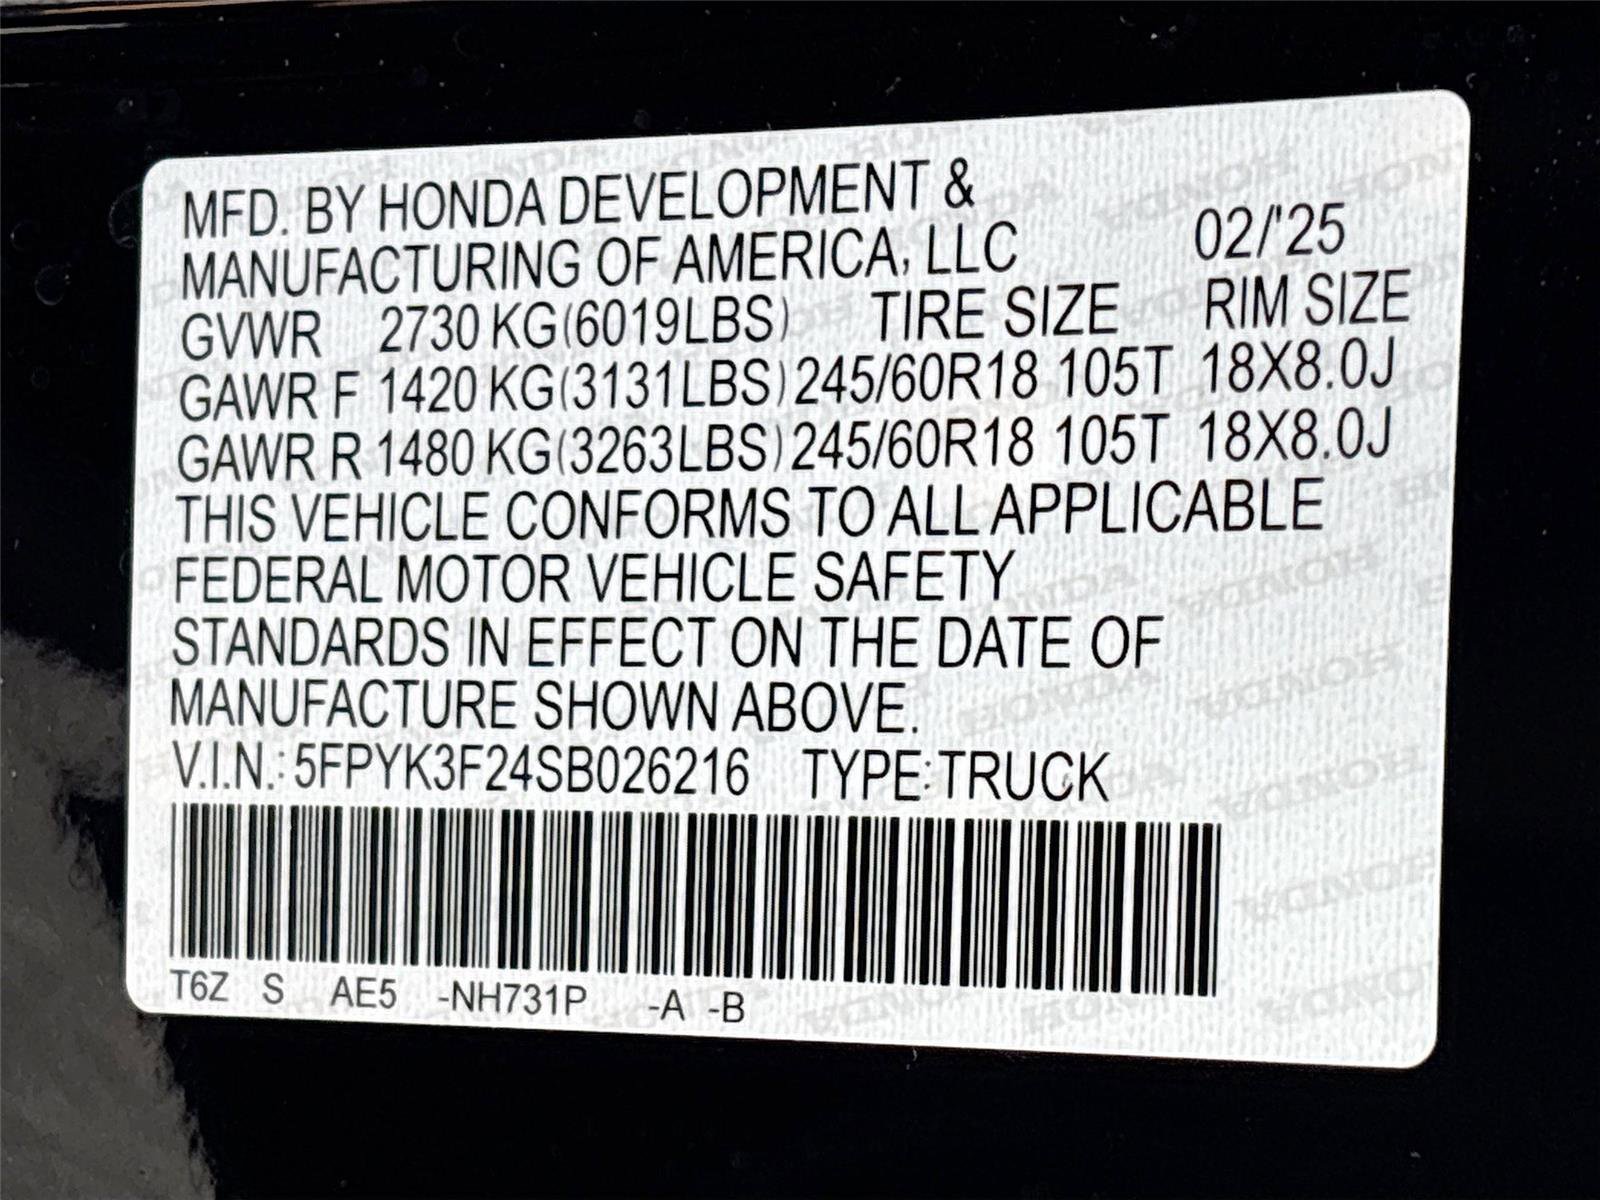 MFD. BY HONDA DEVELOPMENT &
MANUFACTURING OF AMERICA, LLC 02/'25
GVWR 2730 KG(6019LBS) TIRE SIZE RIM SIZE
GAWR F 1420 KG(3131LBS) 245/60R18 105T 18X8.0J
GAWR R 1480 KG(3263LBS) 245/60R18 105T 18X8.0J
THIS VEHICLE CONFORMS TO ALL APPLICABLE
FEDERAL MOTOR VEHICLE SAFETY
STANDARDS IN EFFECT ON THE DATE OF
MANUFACTURE SHOWN ABOVE.
V.I.N.: 5FPYK3F24SB026216 TYPE:TRUCK
T6Z S AE5 -NH731P -A -B